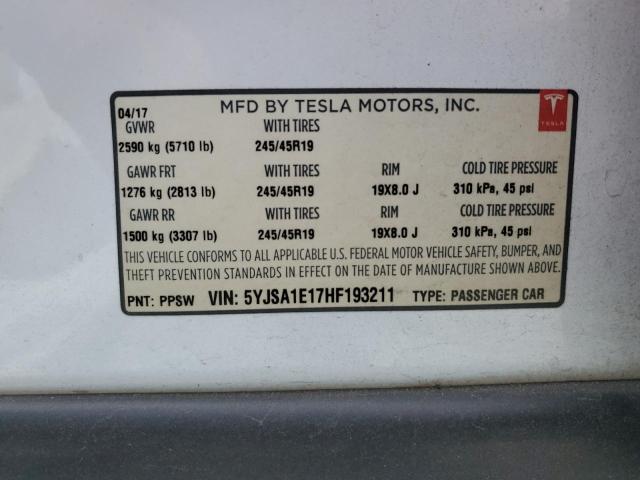 04/17 MFD BY TESLA MOTORS, INC. TESLA
GVWR WITH TIRES
2590 kg (5710 lb) 245/45R19
GAWR FRT WITH TIRES RIM COLD TIRE PRESSURE
1276 kg (2813 lb) 245/45R19 19X8.0 J 310 kPa, 45 psi
GAWR RR WITH TIRES RIM COLD TIRE PRESSURE
1500 kg (3307 lb) 245/45R19 19X8.0 J 310 kPa, 45 psi
THIS VEHICLE CONFORMS TO ALL APPLICABLE U.S. FEDERAL MOTOR VEHICLE SAFETY, BUMPER, AND
THEFT PREVENTION STANDARDS IN EFFECT ON THE DATE OF MANUFACTURE SHOWN ABOVE.
PNT: PPSW VIN: 5YJSA1E17HF193211 TYPE: PASSENGER CAR